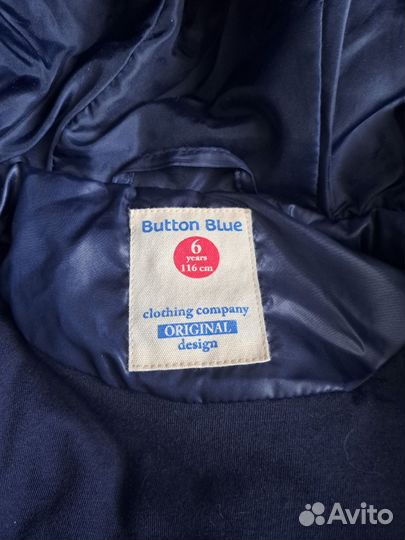 Button Blue
6
years
116 cm
clothing company
ORIGINAL
design
Avito